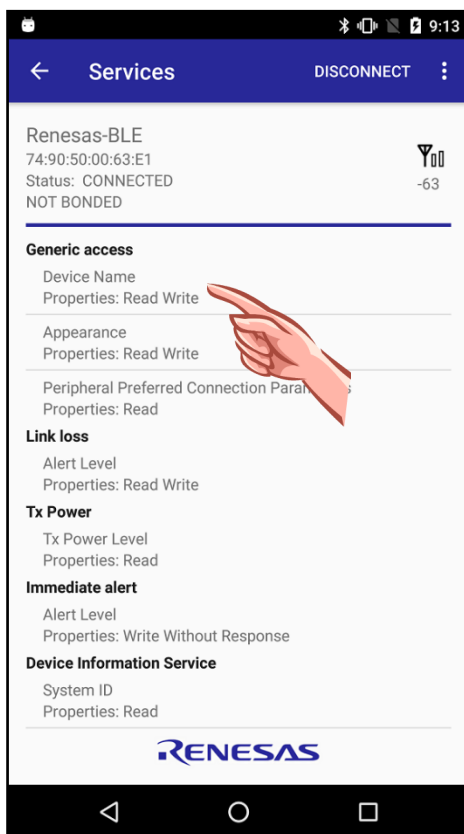 9:13
Services
DISCONNECT
Renesas-BLE
74:90:50:00:63:E1
Status: CONNECTED
-63
NOT BONDED
Generic access
Device Name
Properties: Read Write
Appearance
Properties: Read Write
Peripheral Preferred Connection
Properties: Read
Link loss
Alert Level
Properties: Read Write
Tx Power
Tx Power Level
Properties: Read
Immediate alert
Alert Level
Properties: Write Without Response
Device Information Service
System ID
Properties: Read
RENESAS